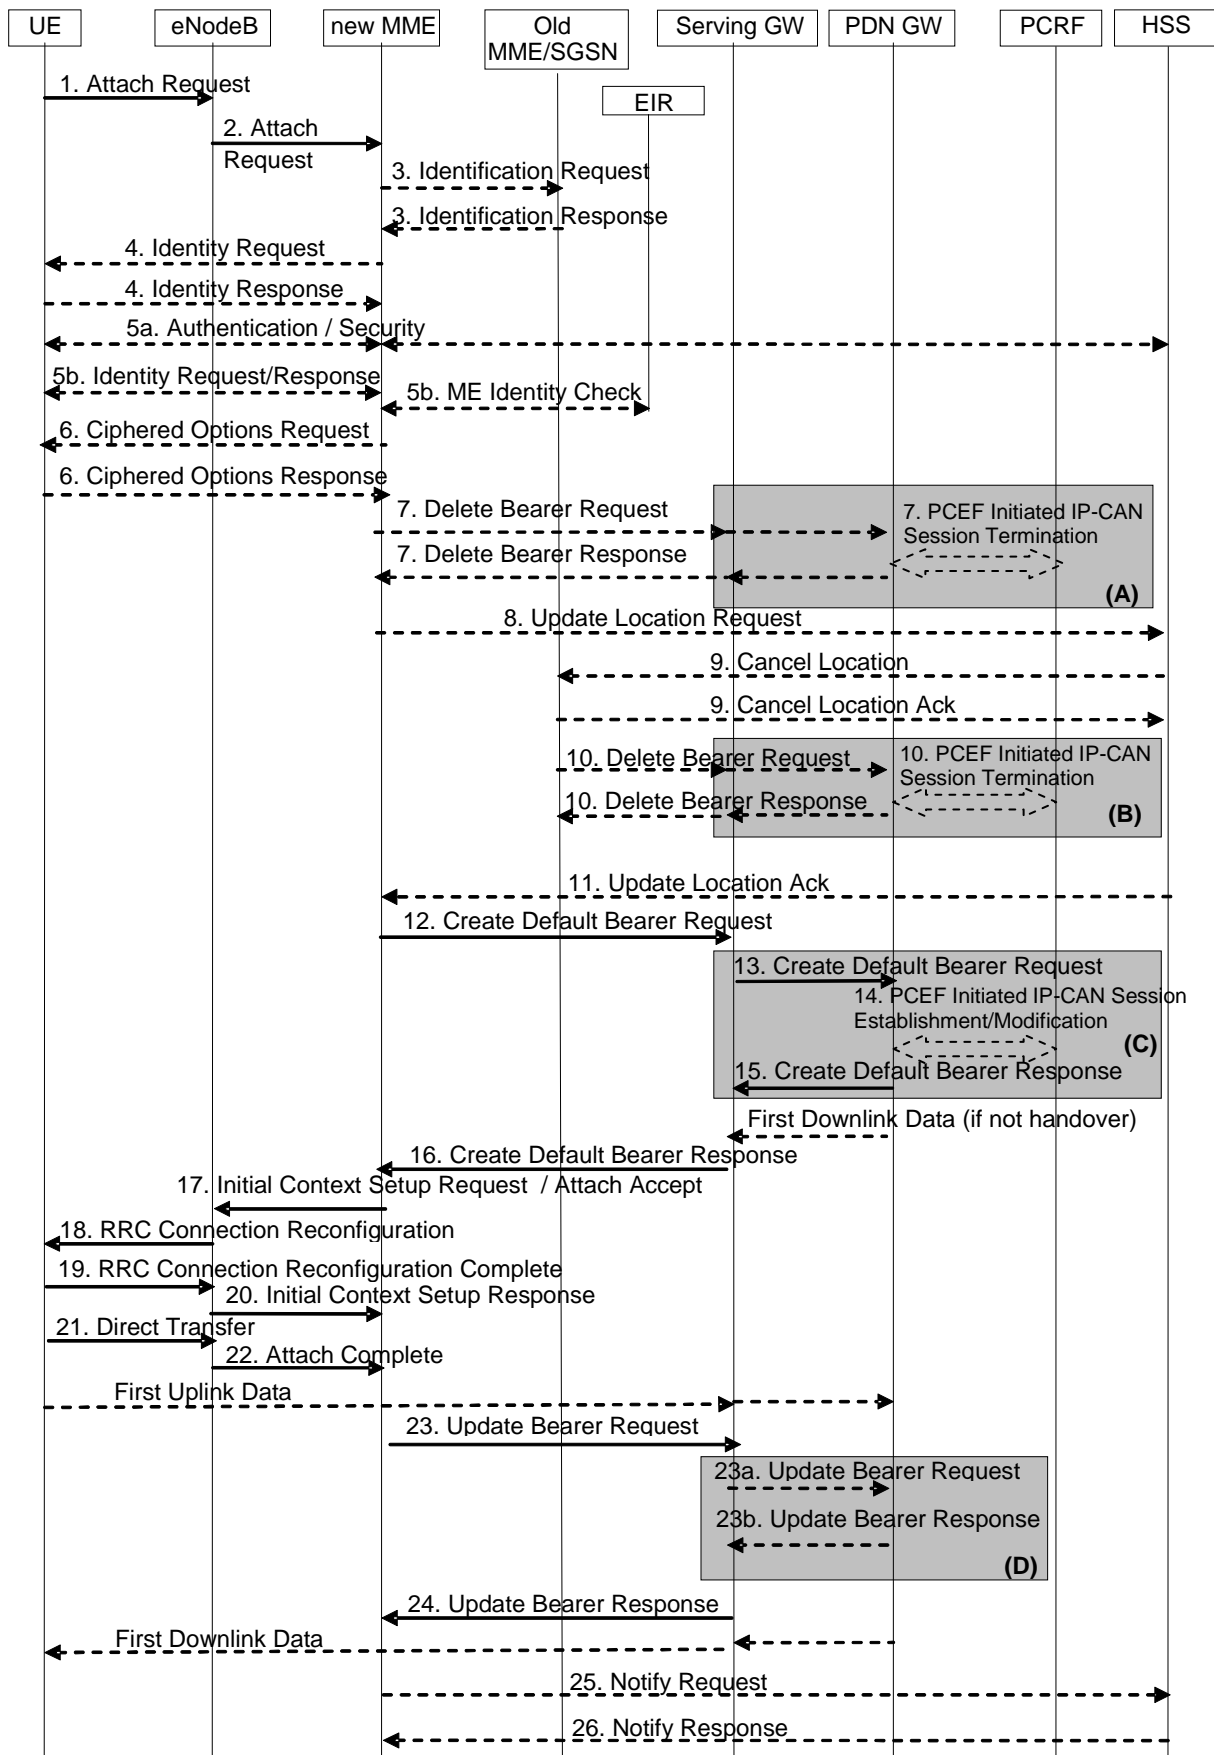 UE
eNodeB
new MME
Old
MME/SGSN
Serving GW
PDN GW
PCRF
HSS
EIR
1. Attach Request
2. Attach
Request
3. Identification Request
3. Identification Response
4. Identity Request
4. Identity Response
5a. Authentication / Security
5b. Identity Request/Response
5b. ME Identity Check
6. Ciphered Options Request
6. Ciphered Options Response
7. Delete Bearer Request
7. PCEF Initiated IP-CAN
Session Termination
7. Delete Bearer Response
(A)
8. Update Location Request
9. Cancel Location
9. Cancel Location Ack
10. Delete Bearer Request
10. PCEF Initiated IP-CAN
Session Termination
10. Delete Bearer Response
(B)
11. Update Location Ack
12. Create Default Bearer Request
13. Create Default Bearer Request
14. PCEF Initiated IP-CAN Session
Establishment/Modification
(C)
15. Create Default Bearer Response
First Downlink Data (if not handover)
16. Create Default Bearer Response
17. Initial Context Setup Request / Attach Accept
18. RRC Connection Reconfiguration
19. RRC Connection Reconfiguration Complete
20. Initial Context Setup Response
21. Direct Transfer
22. Attach Complete
First Uplink Data
23. Update Bearer Request
23a. Update Bearer Request
23b. Update Bearer Response
(D)
24. Update Bearer Response
First Downlink Data
25. Notify Request
26. Notify Response